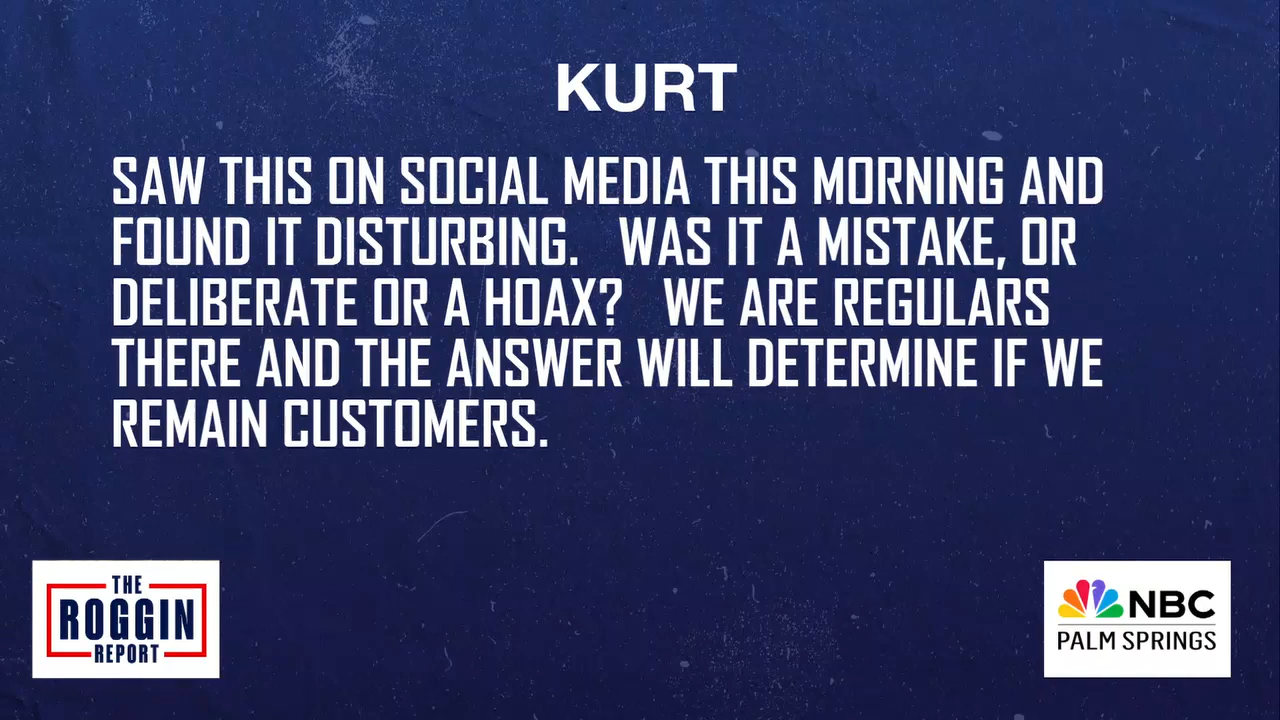 KURT
SAW THIS ON SOCIAL MEDIA THIS MORNING AND
FOUND IT DISTURBING. WAS IT A MISTAKE, OR
DELIBERATE OR A HOAX? WE ARE REGULARS
THERE AND THE ANSWER WILL DETERMINE IF WE
REMAIN CUSTOMERS.
THE
ROGGIN
REPORT
NBC
PALM SPRINGS